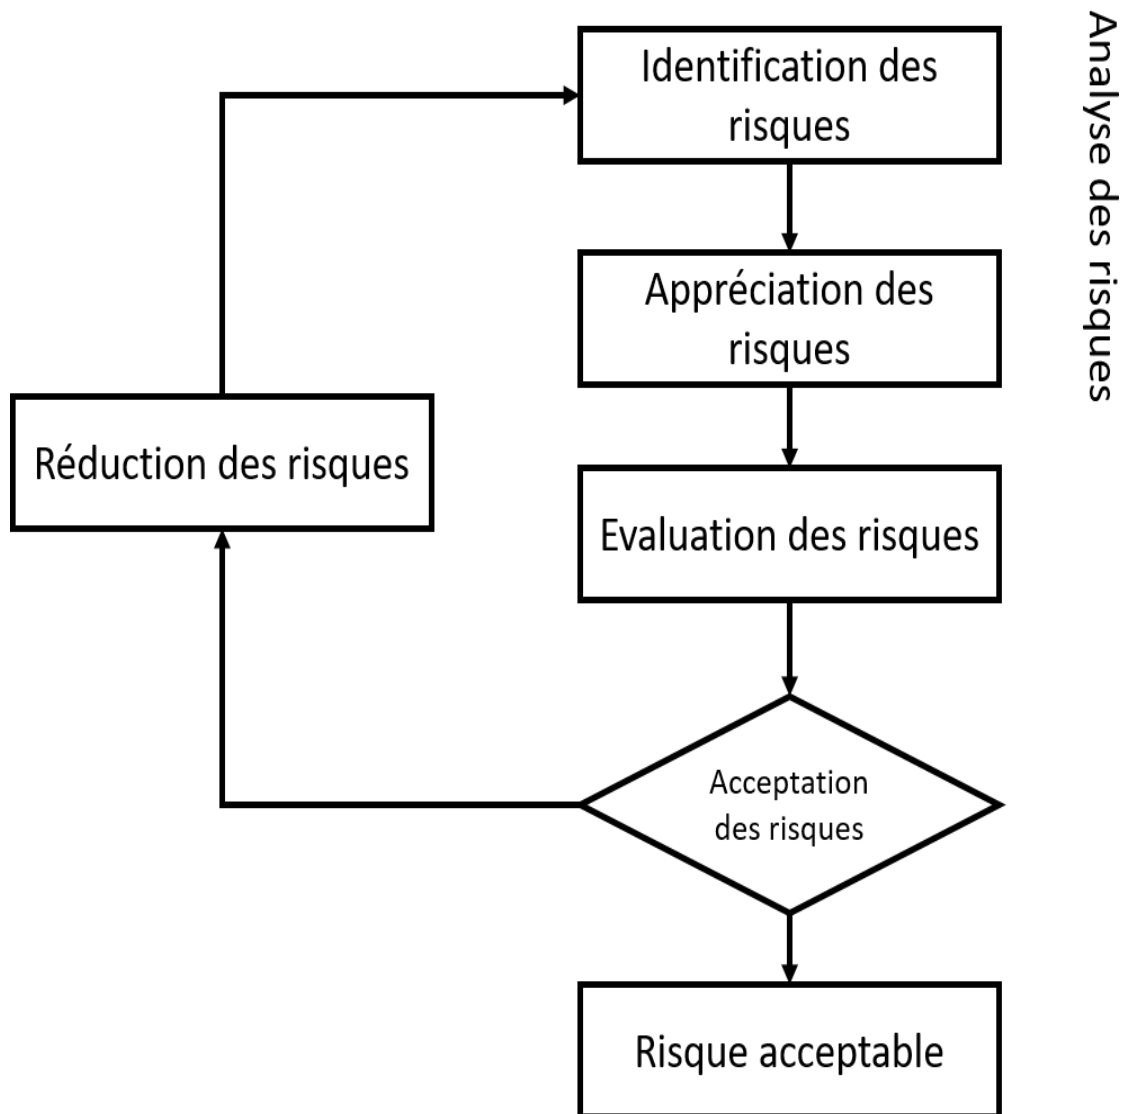 Identification des
risques
Analyse des risques
Appréciation des
risques
Réduction des risques
Evaluation des risques
Acceptation
des risques
Risque acceptable